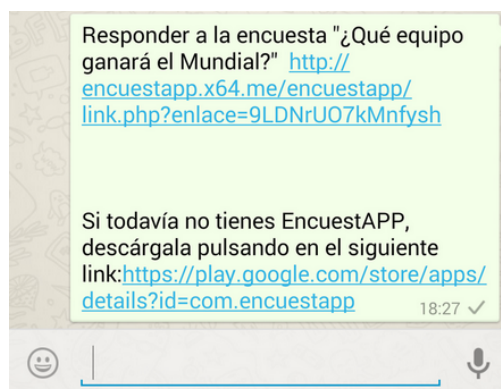 Responder a la encuesta "¿Qué equipo
ganará el Mundial?" http://
encuestapp.x64.me/encuestapp/
link.php?enlace=9LDNrUO7kMnfysh
Si todavía no tienes EncuestAPP,
descárgala pulsando en el siguiente
link:https://play.google.com/store/apps/
details?id=com.encuestapp
18:27